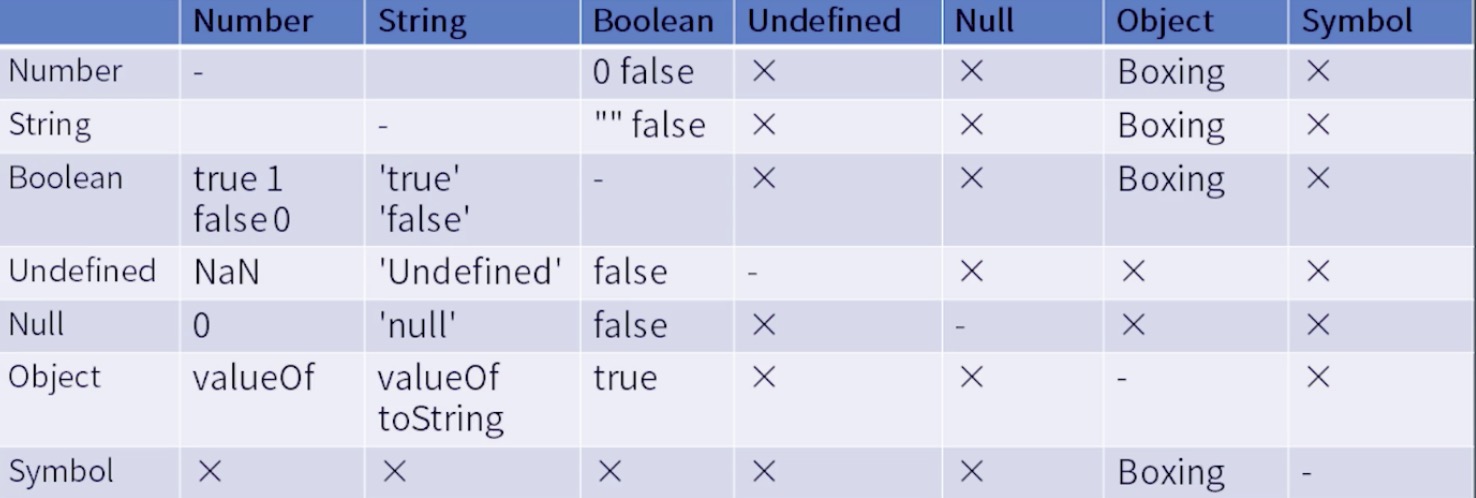 Number String Boolean Undefined Null Object Symbol
Number - 0 false × × Boxing ×
String - "" false × × Boxing ×
Boolean true 1 'true' - × × Boxing ×
false 0 'false'
Undefined NaN 'Undefined' false - × × ×
Null 0 'null' false × - × ×
Object valueOf valueOf true × × - ×
toString
Symbol × × × × × Boxing -